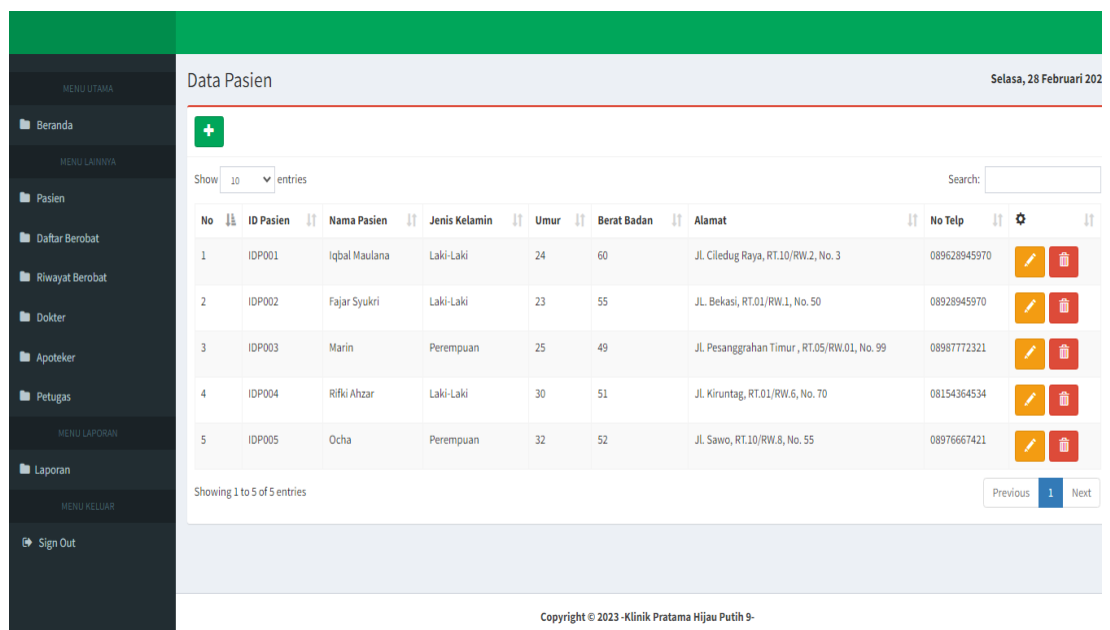 Data Pasien Selasa, 28 Februari 202
MENU UTAMA
Beranda
MENU LAINNYA
Pasien
Daftar Berobat
Riwayat Berobat
Dokter
Apoteker
Petugas
MENU LAPORAN
Laporan
MENU KELUAR
Sign Out
Show 10 entries Search:
No ID Pasien Nama Pasien Jenis Kelamin Umur Berat Badan Alamat No Telp
1 IDP001 Iqbal Maulana Laki-Laki 24 60 Jl. Ciledug Raya, RT.10/RW.2, No. 3 089628945970
2 IDP002 Fajar Syukri Laki-Laki 23 55 JL. Bekasi, RT.01/RW.1, No. 50 08928945970
3 IDP003 Marin Perempuan 25 49 Jl. Pesanggrahan Timur , RT.05/RW.01, No. 99 08987772321
4 IDP004 Rifki Ahzar Laki-Laki 30 51 Jl. Kiruntag, RT.01/RW.6, No. 70 08154364534
5 IDP005 Ocha Perempuan 32 52 Jl. Sawo, RT.10/RW.8, No. 55 08976667421
Showing 1 to 5 of 5 entries Previous 1 Next
Copyright © 2023 -Klinik Pratama Hijau Putih 9-